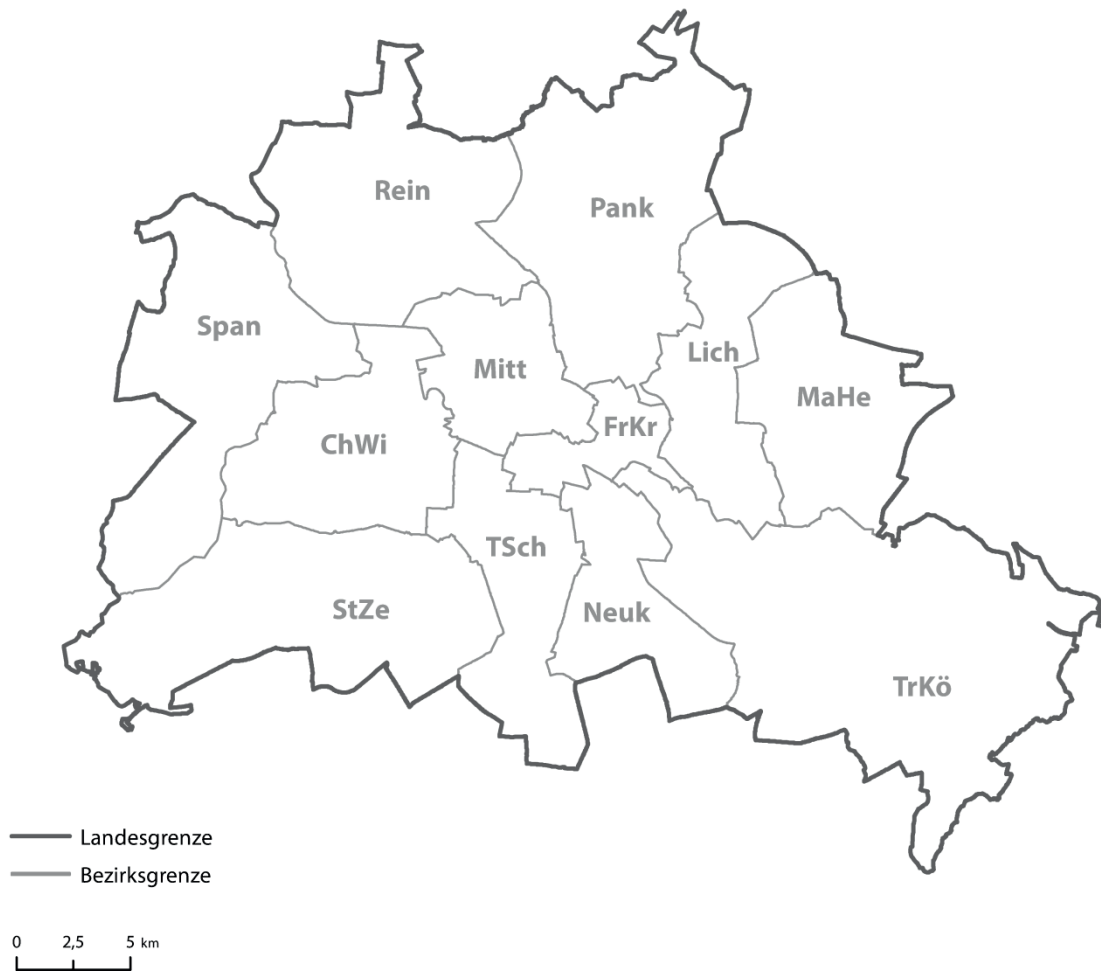 Rein
Pank
Span
Mitt
Lich
MaHe
FrKr
ChWi
TSch
StZe
Neuk
TrKö
Landesgrenze
Bezirksgrenze
0 2,5 5 km